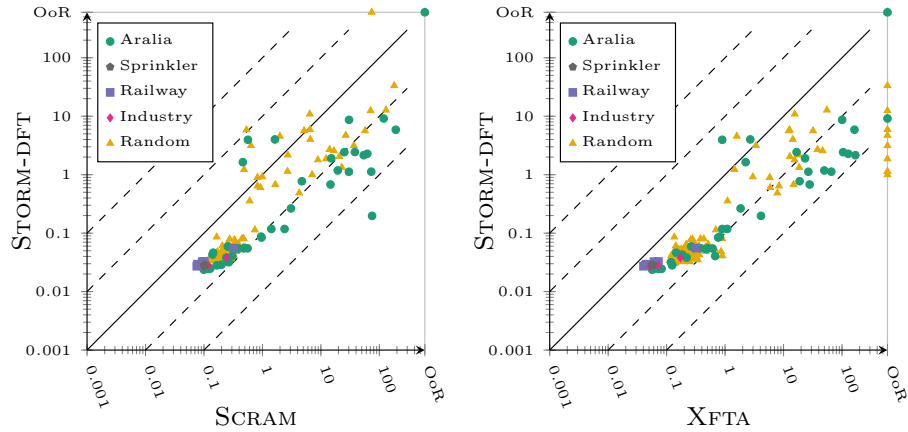 OoR
100
10
1
0.1
0.01
0.001
STORM-DFT
Aralia
Sprinkler
Railway
Industry
Random
0.001
0.01
0.1
1
10
100
OoR
SCRAM
OoR
100
10
1
0.1
0.01
0.001
STORM-DFT
Aralia
Sprinkler
Railway
Industry
Random
0.001
0.01
0.1
1
10
100
OoR
XFTA